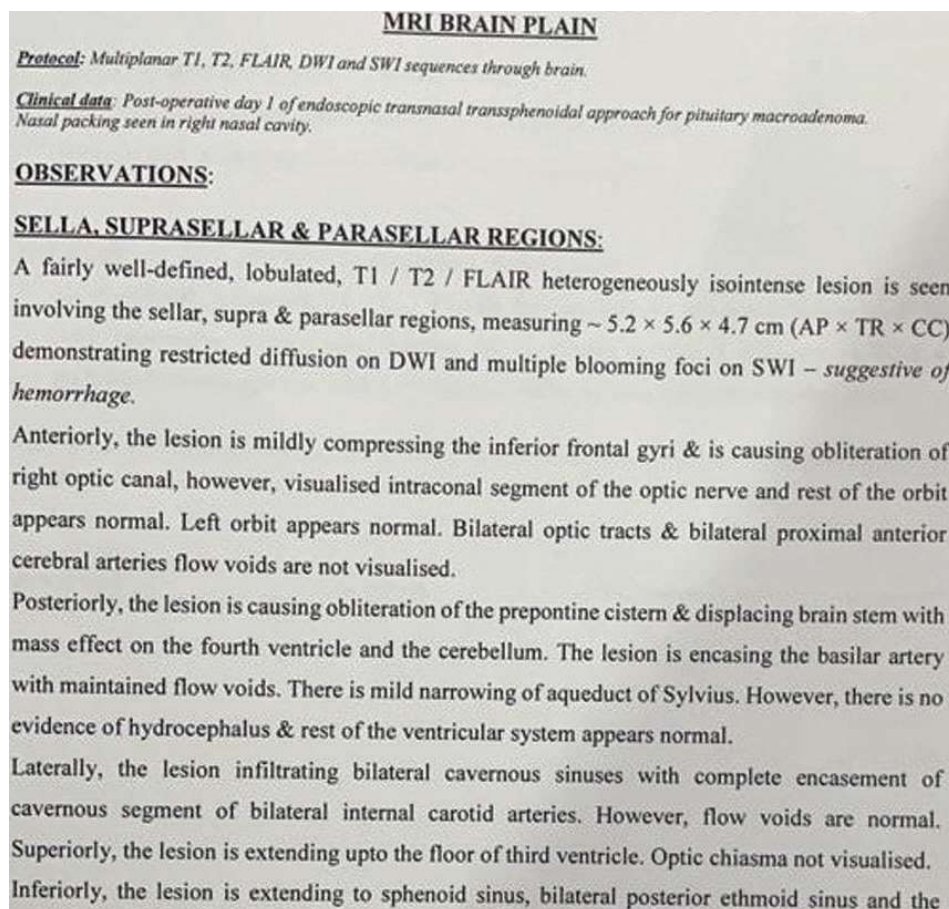 MRI BRAIN PLAIN
Protocol: Multiplanar T1, T2, FLAIR, DWI and SWI sequences through brain.
Clinical data: Post-operative day 1 of endoscopic transnasal transsphenoidal approach for pituitary macroadenoma.
Nasal packing seen in right nasal cavity.
OBSERVATIONS:
SELLA, SUPRASELLAR & PARASELLAR REGIONS:
A fairly well-defined, lobulated, T1 / T2 / FLAIR heterogeneously isointense lesion is seen
involving the sellar, supra & parasellar regions, measuring ~ 5.2 × 5.6 × 4.7 cm (AP × TR × CC)
demonstrating restricted diffusion on DWI and multiple blooming foci on SWI – suggestive of
hemorrhage.
Anteriorly, the lesion is mildly compressing the inferior frontal gyri & is causing obliteration of
right optic canal, however, visualised intraconal segment of the optic nerve and rest of the orbit
appears normal. Left orbit appears normal. Bilateral optic tracts & bilateral proximal anterior
cerebral arteries flow voids are not visualised.
Posteriorly, the lesion is causing obliteration of the prepontine cistern & displacing brain stem with
mass effect on the fourth ventricle and the cerebellum. The lesion is encasing the basilar artery
with maintained flow voids. There is mild narrowing of aqueduct of Sylvius. However, there is no
evidence of hydrocephalus & rest of the ventricular system appears normal.
Laterally, the lesion infiltrating bilateral cavernous sinuses with complete encasement of
cavernous segment of bilateral internal carotid arteries. However, flow voids are normal.
Superiorly, the lesion is extending upto the floor of third ventricle. Optic chiasma not visualised.
Inferiorly, the lesion is extending to sphenoid sinus, bilateral posterior ethmoid sinus and the